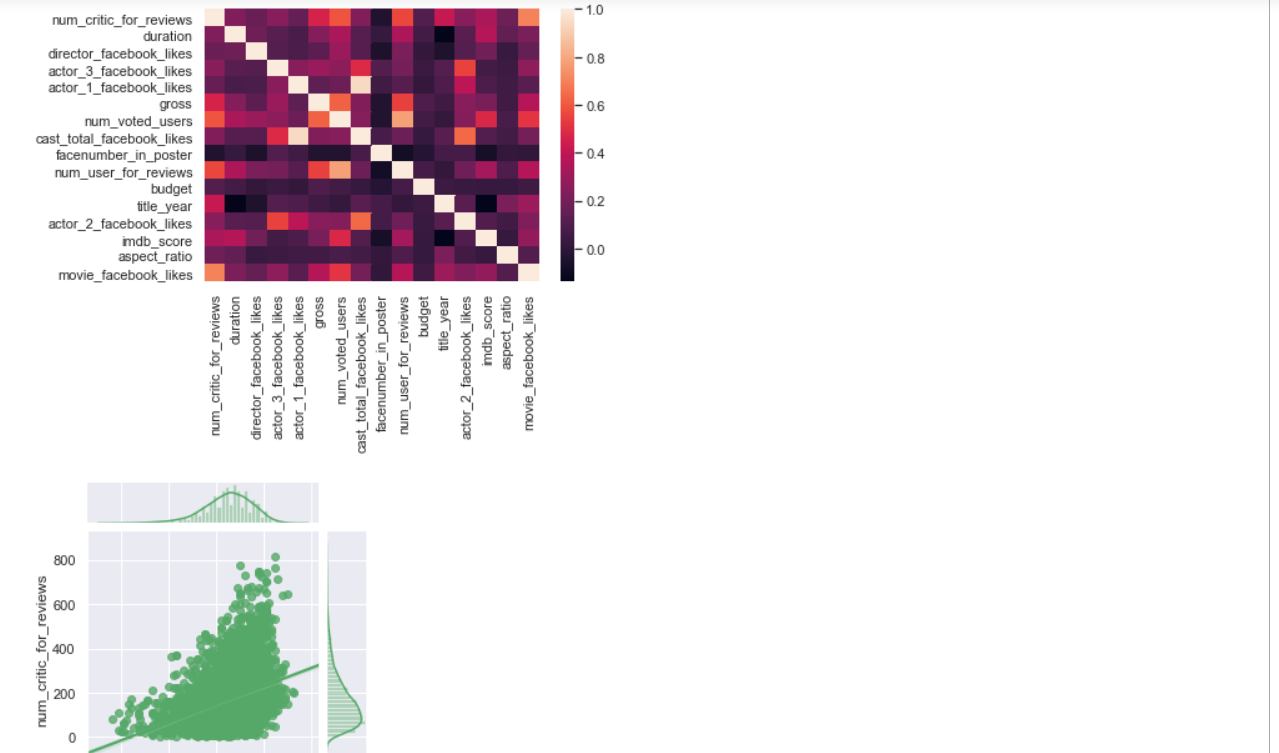 num_critic_for_reviews
duration
director_facebook_likes
actor_3_facebook_likes
actor_1_facebook_likes
gross
num_voted_users
cast_total_facebook_likes
facenumber_in_poster
num_user_for_reviews
budget
title_year
actor_2_facebook_likes
imdb_score
aspect_ratio
movie_facebook_likes
1.0
0.8
0.6
0.4
0.2
0.0
num_critic_for_reviews
duration
director_facebook_likes
actor_3_facebook_likes
actor_1_facebook_likes
gross
num_voted_users
cast_total_facebook_likes
facenumber_in_poster
num_user_for_reviews
budget
title_year
actor_2_facebook_likes
imdb_score
aspect_ratio
movie_facebook_likes
num_critic_for_reviews
800
600
400
200
0